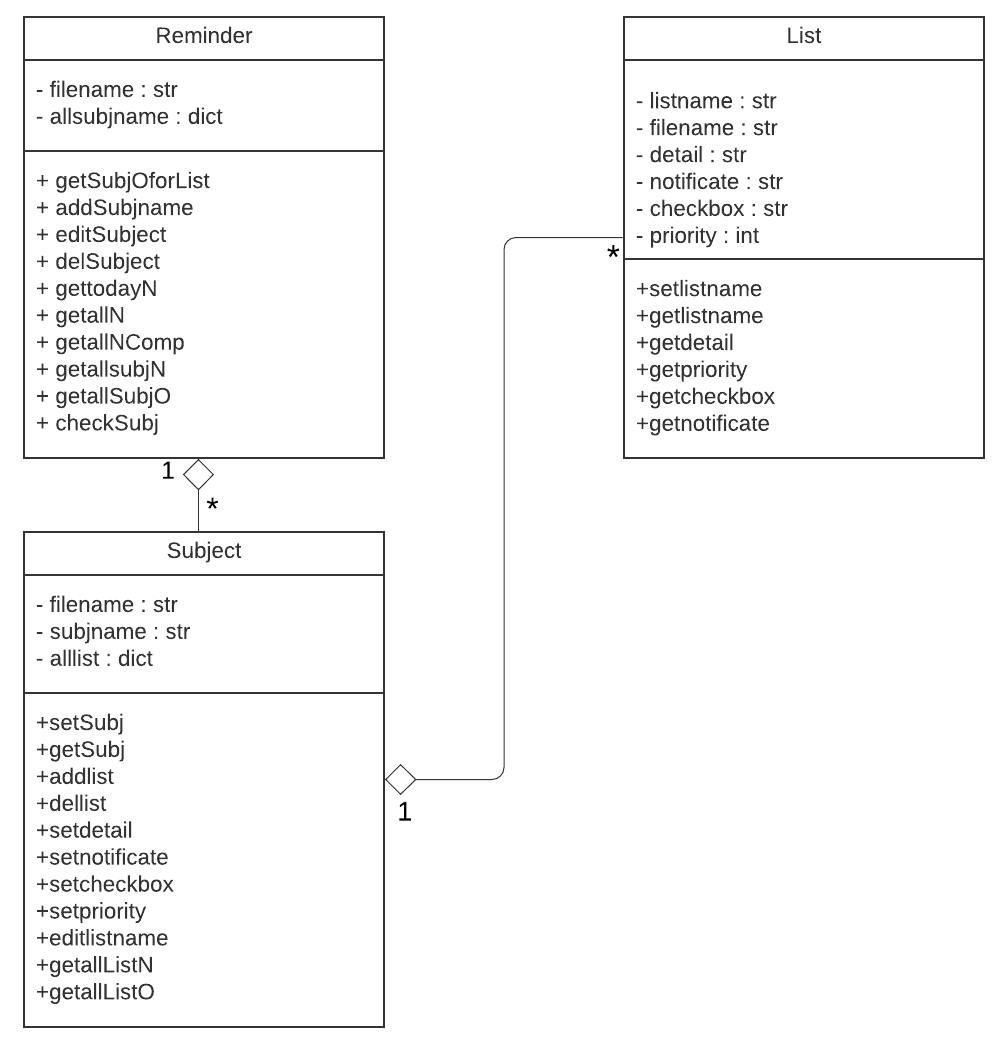 Reminder
- filename : str
- allsubjname : dict
+ getSubjOforList
+ addSubjname
+ editSubject
+ delSubject
+ gettodayN
+ getallN
+ getallNComp
+ getallsubjN
+ getallSubjO
+ checkSubj
1
*
Subject
- filename : str
- subjname : str
- alllist : dict
+setSubj
+getSubj
+addlist
+dellist
+setdetail
+setnotificate
+setcheckbox
+setpriority
+editlistname
+getallListN
+getallListO
1
*
List
- listname : str
- filename : str
- detail : str
- notificate : str
- checkbox : str
- priority : int
+setlistname
+getlistname
+getdetail
+getpriority
+getcheckbox
+getnotificate